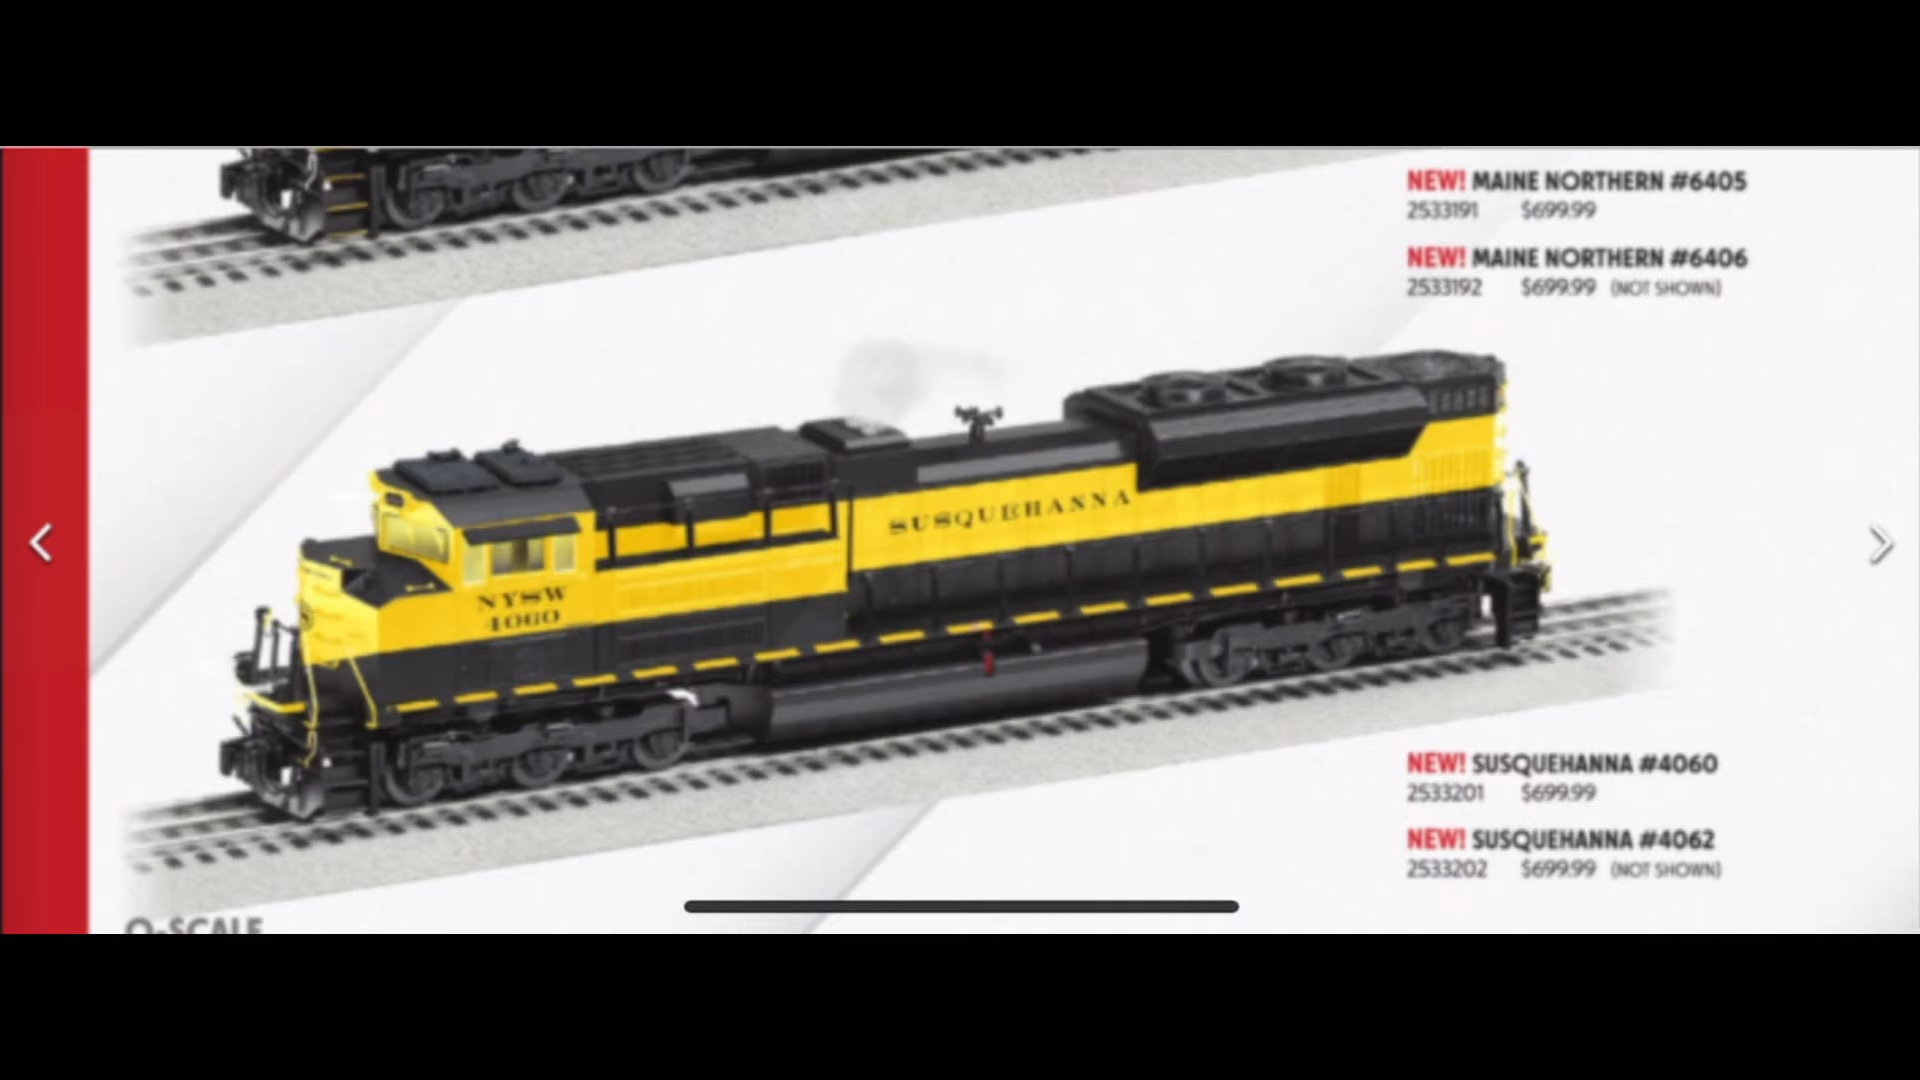 NEW! MAINE NORTHERN #6405
2533191 $699.99
NEW! MAINE NORTHERN #6406
2533192 $699.99 (NOT SHOWN)
SUSQUEHANNA
NYSW
4060
NEW! SUSQUEHANNA #4060
2533201 $699.99
NEW! SUSQUEHANNA #4062
2533202 $699.99 (NOT SHOWN)
O-SCALE